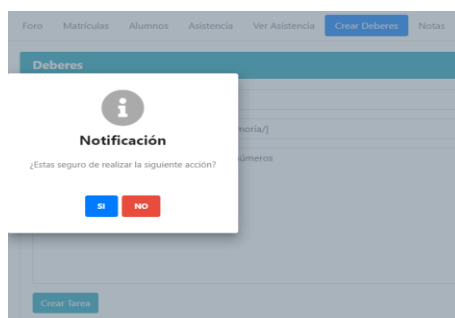 Foro Matrículas Alumnos Asistencia Ver Asistencia Crear Deberes Notas
Deberes
moria/]
Notificación
números
¿Estas seguro de realizar la siguiente acción?
SI NO
Crear Tarea